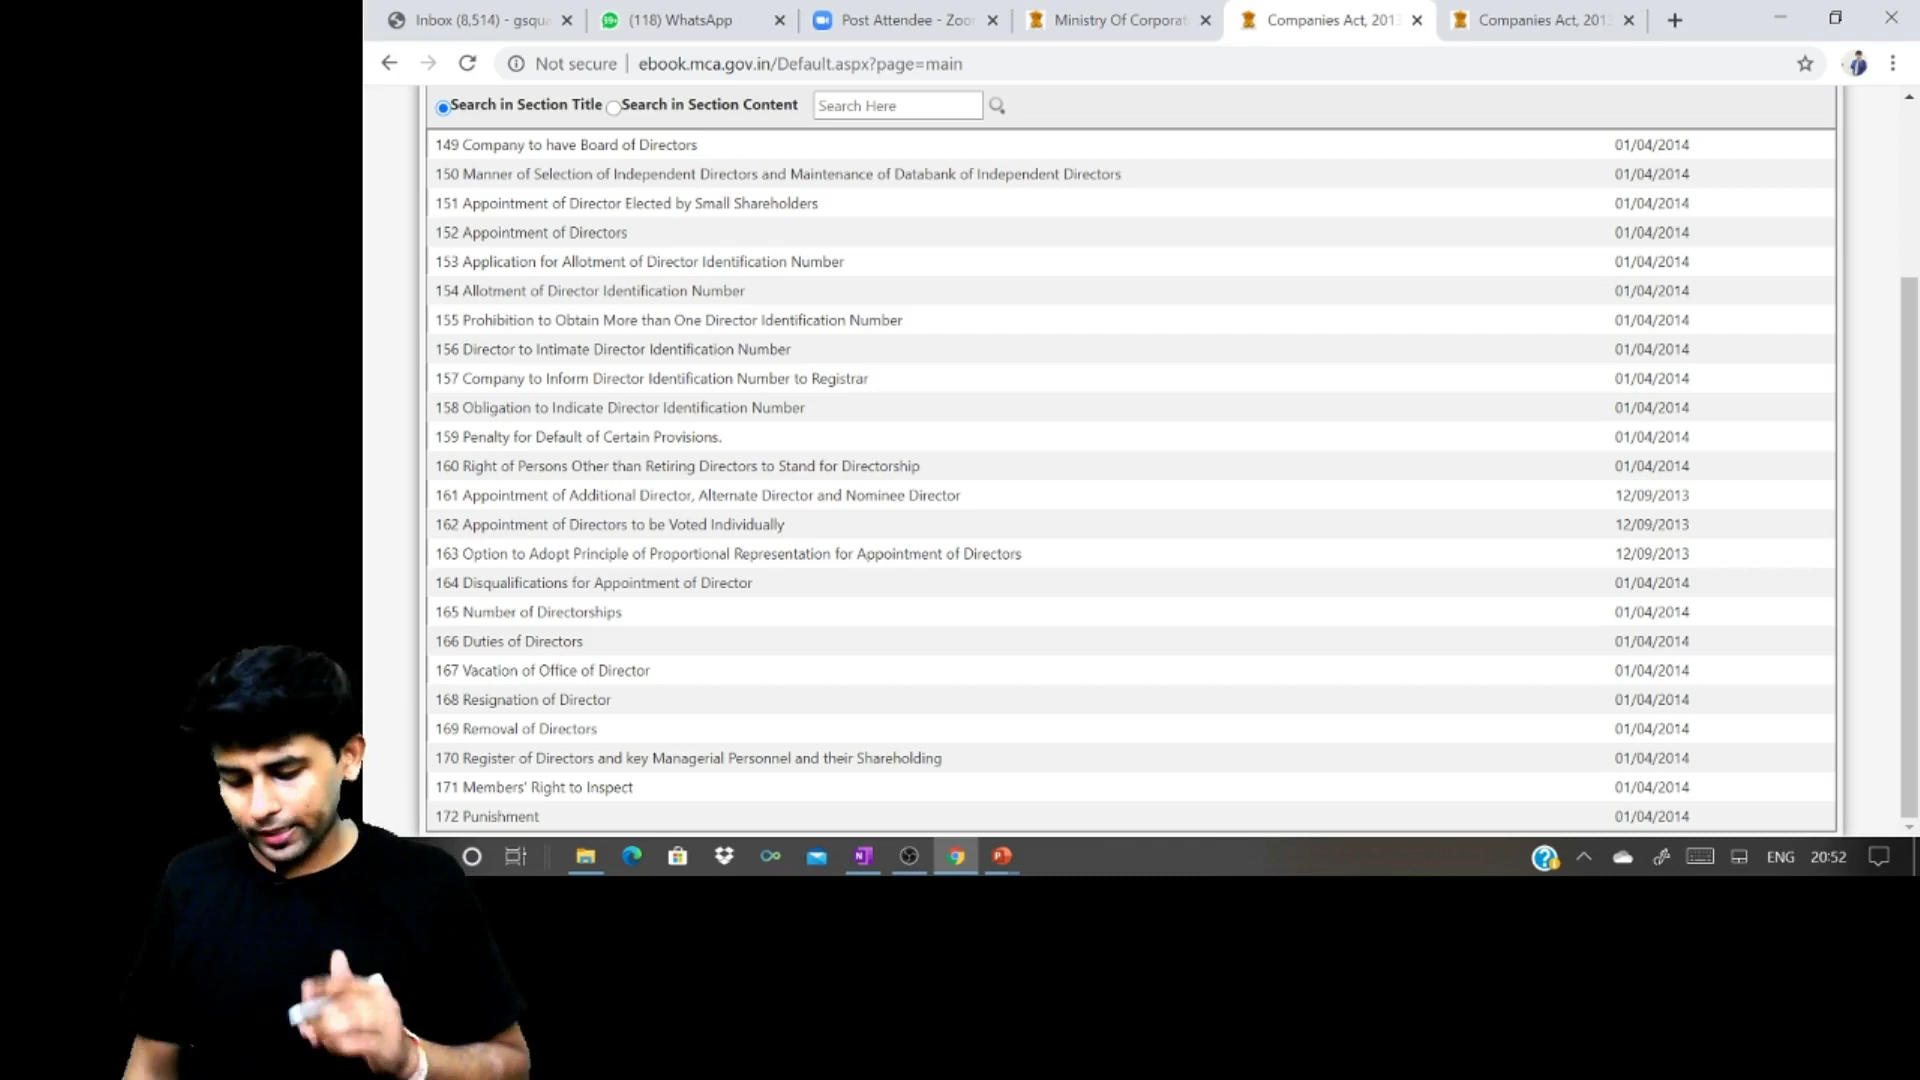 Inbox (8,514) - gsqua
99+
(118) WhatsApp
Post Attendee - Zoor
Ministry Of Corporat
Companies Act, 2013
Companies Act, 2013
Not secure
ebook.mca.gov.in/Default.aspx?page=main
Search in Section Title
Search in Section Content
Search Here
149 Company to have Board of Directors 01/04/2014
150 Manner of Selection of Independent Directors and Maintenance of Databank of Independent Directors 01/04/2014
151 Appointment of Director Elected by Small Shareholders 01/04/2014
152 Appointment of Directors 01/04/2014
153 Application for Allotment of Director Identification Number 01/04/2014
154 Allotment of Director Identification Number 01/04/2014
155 Prohibition to Obtain More than One Director Identification Number 01/04/2014
156 Director to Intimate Director Identification Number 01/04/2014
157 Company to Inform Director Identification Number to Registrar 01/04/2014
158 Obligation to Indicate Director Identification Number 01/04/2014
159 Penalty for Default of Certain Provisions. 01/04/2014
160 Right of Persons Other than Retiring Directors to Stand for Directorship 01/04/2014
161 Appointment of Additional Director, Alternate Director and Nominee Director 12/09/2013
162 Appointment of Directors to be Voted Individually 12/09/2013
163 Option to Adopt Principle of Proportional Representation for Appointment of Directors 12/09/2013
164 Disqualifications for Appointment of Director 01/04/2014
165 Number of Directorships 01/04/2014
166 Duties of Directors 01/04/2014
167 Vacation of Office of Director 01/04/2014
168 Resignation of Director 01/04/2014
169 Removal of Directors 01/04/2014
170 Register of Directors and key Managerial Personnel and their Shareholding 01/04/2014
171 Members' Right to Inspect 01/04/2014
172 Punishment 01/04/2014
ENG 20:52